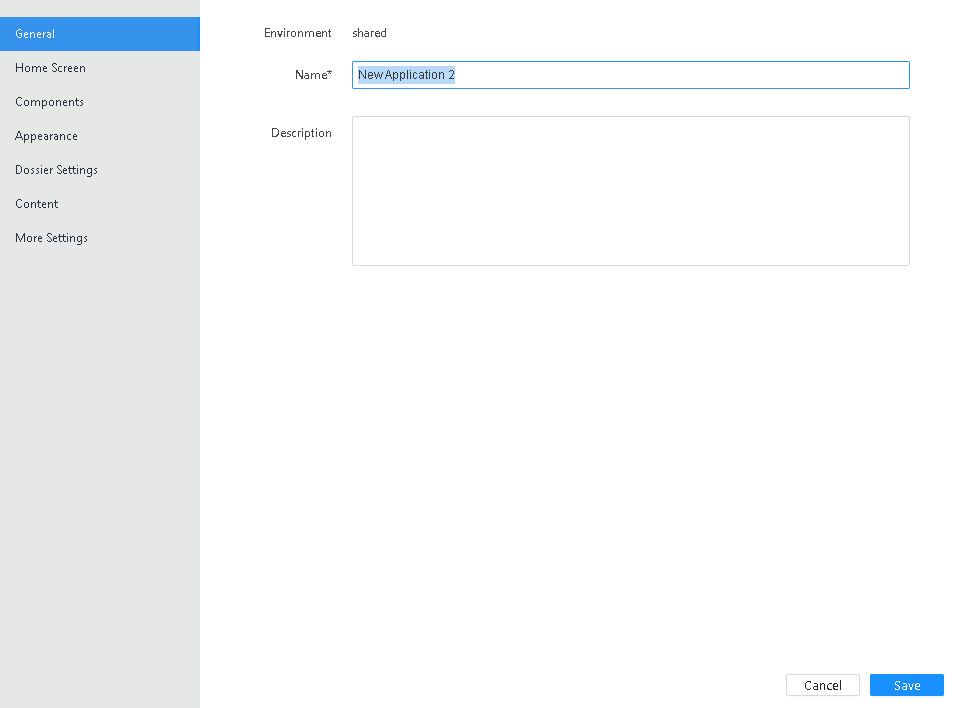 General
Home Screen
Components
Appearance
Dossier Settings
Content
More Settings
Environment shared
Name* New Application 2
Description
Cancel Save